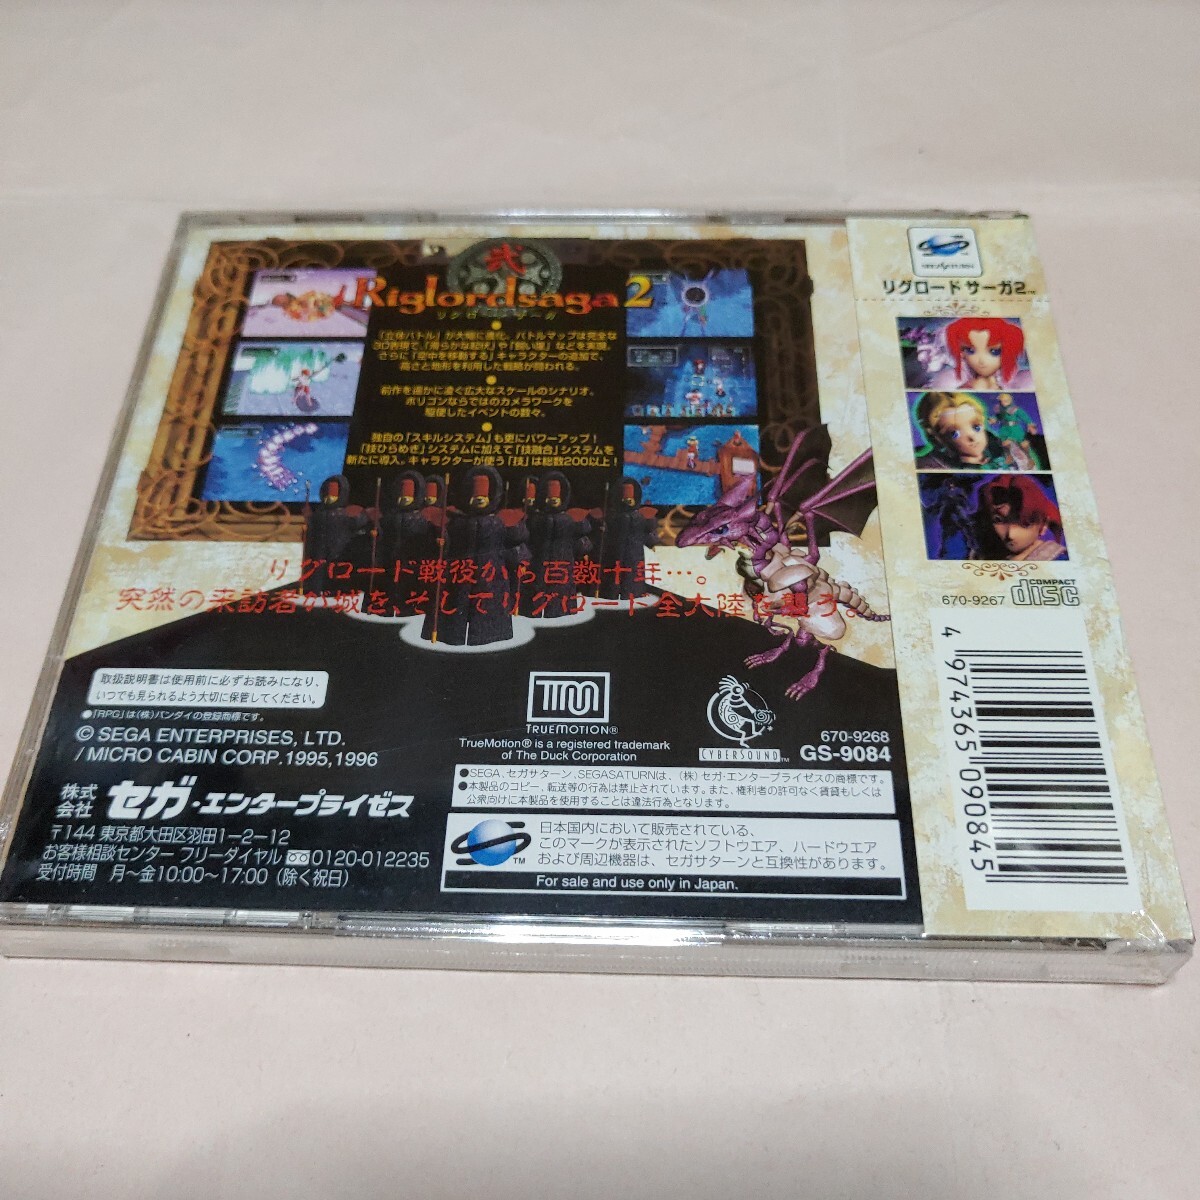 弐
Riglordsaga2
リグロードサーガ
●
「立体バトル」が大幅に進化。バトルマップは完全な
さらに「空中を移動する」キャラクターの追加で、
高さと地形を利用した戦略が問われる。
●
前作を遥かに凌ぐ広大なスケールのシナリオ、
ポリゴンならではのカメラワークを
駆使したイベントの数々。
●
独自の「スキルシステム」も更にパワーアップ!
「技ひらめき」システムに加えて「技融合」システムを
新たに導入。キャラクターが使う「技」は総数200以上!
リグロード戦役から百数十年…。
突然の来訪者が城を、そしてリグロード全大陸を襲う。
取扱説明書は使用前に必ずお読みになり、
いつでも見られるよう大切に保管してください。
●「RPG」は(株)バンダイの登録商標です。
© SEGA ENTERPRISES, LTD.
/ MICRO CABIN CORP.1995,1996
株式会社 セガ・エンタープライゼス
〒144 東京都大田区羽田1-2-12
お客様相談センター フリーダイヤル 0120-012235
受付時間 月～金10:00～17:00 (除く祝日)
TM
TRUEMOTION®
TrueMotion® is a registered trademark
of The Duck Corporation
CYBERSOUND™
670-9268
GS-9084
●SEGA、セガサターン、SEGASATURNは、(株)セガ・エンタープライゼスの商標です。
●本製品のコピー、転送等の行為は禁止されています。また、権利者の許可なく賃貸もしくは
公衆向けに本製品を使用することは違法行為となります。
TM
日本国内において販売されている、
このマークが表示されたソフトウエア、ハードウエア
および周辺機器は、セガサターンと互換性があります。
For sale and use only in Japan.
SEGA SATURN
リグロード サーガ2™
670-9267
COMPACT
disc
4 974365 090845